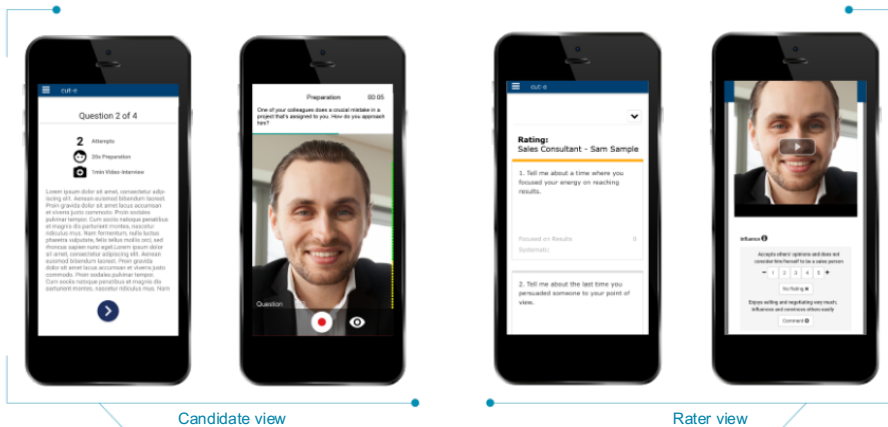 cut-e
Question 2 of 4
2 Attempts
20s Preparation
1min Video-Interview
Lorem ipsum dolor sit amet, consectetur adip-
iscing elit. Aenean euismod bibendum laoreet.
Proin gravida dolor sit amet lacus accumsan
et viverra justo commodo. Proin sodales
pulvinar tempor. Cum sociis natoque penatibus
et magnis dis parturient montes, nascetur
ridiculus mus. Nam fermentum, nulla luctus
pharetra vulputate, felis tellus mollis orci, sed
rhoncus sapien nunc eget.Lorem ipsum dolor
sit amet, consectetur adipiscing elit. Aenean
euismod bibendum laoreet. Proin gravida
dolor sit amet lacus accumsan et viverra justo
commodo. Proin sodales pulvinar tempor.
Cum sociis natoque penatibus et magnis dis
parturient montes, nascetur ridiculus mus. Nam
Preparation 00:05
One of your colleagues does a crucial mistake in a
project that's assigned to you. How do you approach
him?
Question
Candidate view
cut-e
Rating:
Sales Consultant - Sam Sample
1. Tell me about a time where you
focused your energy on reaching
results.
Focused on Results 0
Systematic
2. Tell me about the last time you
persuaded someone to your point of
view.
Influence
Accepts others' opinions and does not
consider him/herself to be a sales person
1 2 3 4 5
No Rating
Enjoys selling and negotiating very much,
influences and convinces others easily
Comment
Rater view